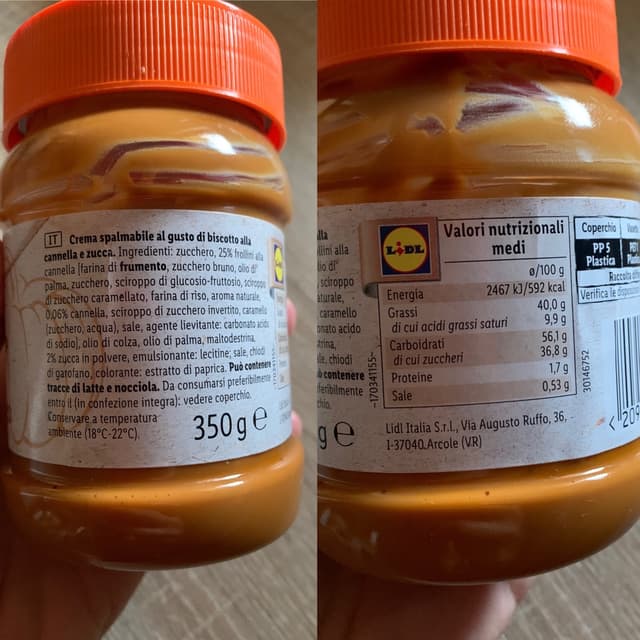 IT Crema spalmabile al gusto di biscotto alla
cannella e zucca. Ingredienti: zucchero, 25% frollini alla
cannella [farina di frumento, zucchero bruno, olio di
palma, zucchero, sciroppo di glucosio-fruttosio, sciroppo
di zucchero caramellato, farina di riso, aroma naturale,
0,06% cannella, sciroppo di zucchero invertito, caramello
(zucchero, acqua), sale, agente lievitante: carbonato acido
di sodio], olio di colza, olio di palma, maltodestrina,
2% zucca in polvere, emulsionante: lecitine; sale, chiodi
di garofano, colorante: estratto di paprica. Può contenere
tracce di latte e nocciola. Da consumarsi preferibilmente
entro il (in confezione integra): vedere coperchio.
Conservare a temperatura
ambiente (18°C-22°C).
350 g e
LIDL
Valori nutrizionali
medi
ø/100 g
Energia 2467 kJ/592 kcal
Grassi 40,0 g
di cui acidi grassi saturi 9,9 g
Carboidrati 56,1 g
di cui zuccheri 36,8 g
Proteine 1,7 g
Sale 0,53 g
-170341155-
30146752
Coperchio
PP 5
Plastica
Raccolta
Verifica le disposizioni
Lidl Italia S.r.l., Via Augusto Ruffo, 36,
I-37040 Arcole (VR)
g e
< 209